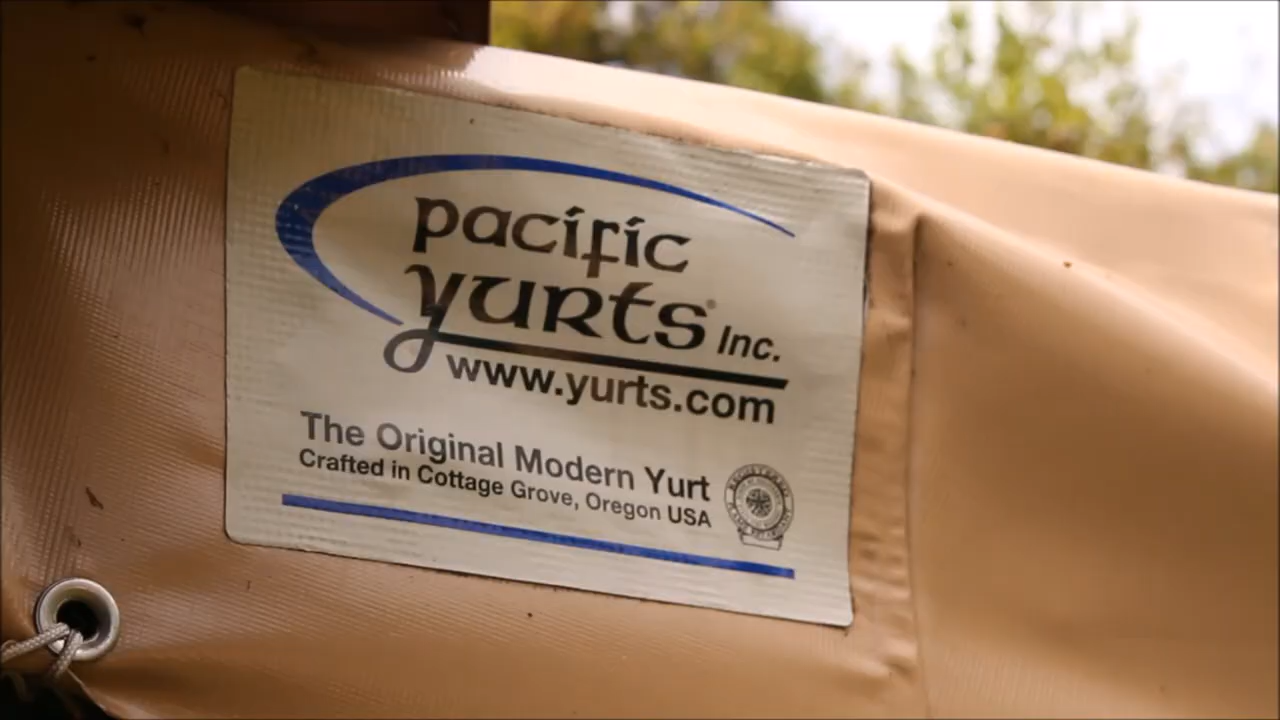 pacific
yurts® Inc.
www.yurts.com
The Original Modern Yurt
Crafted in Cottage Grove, Oregon USA